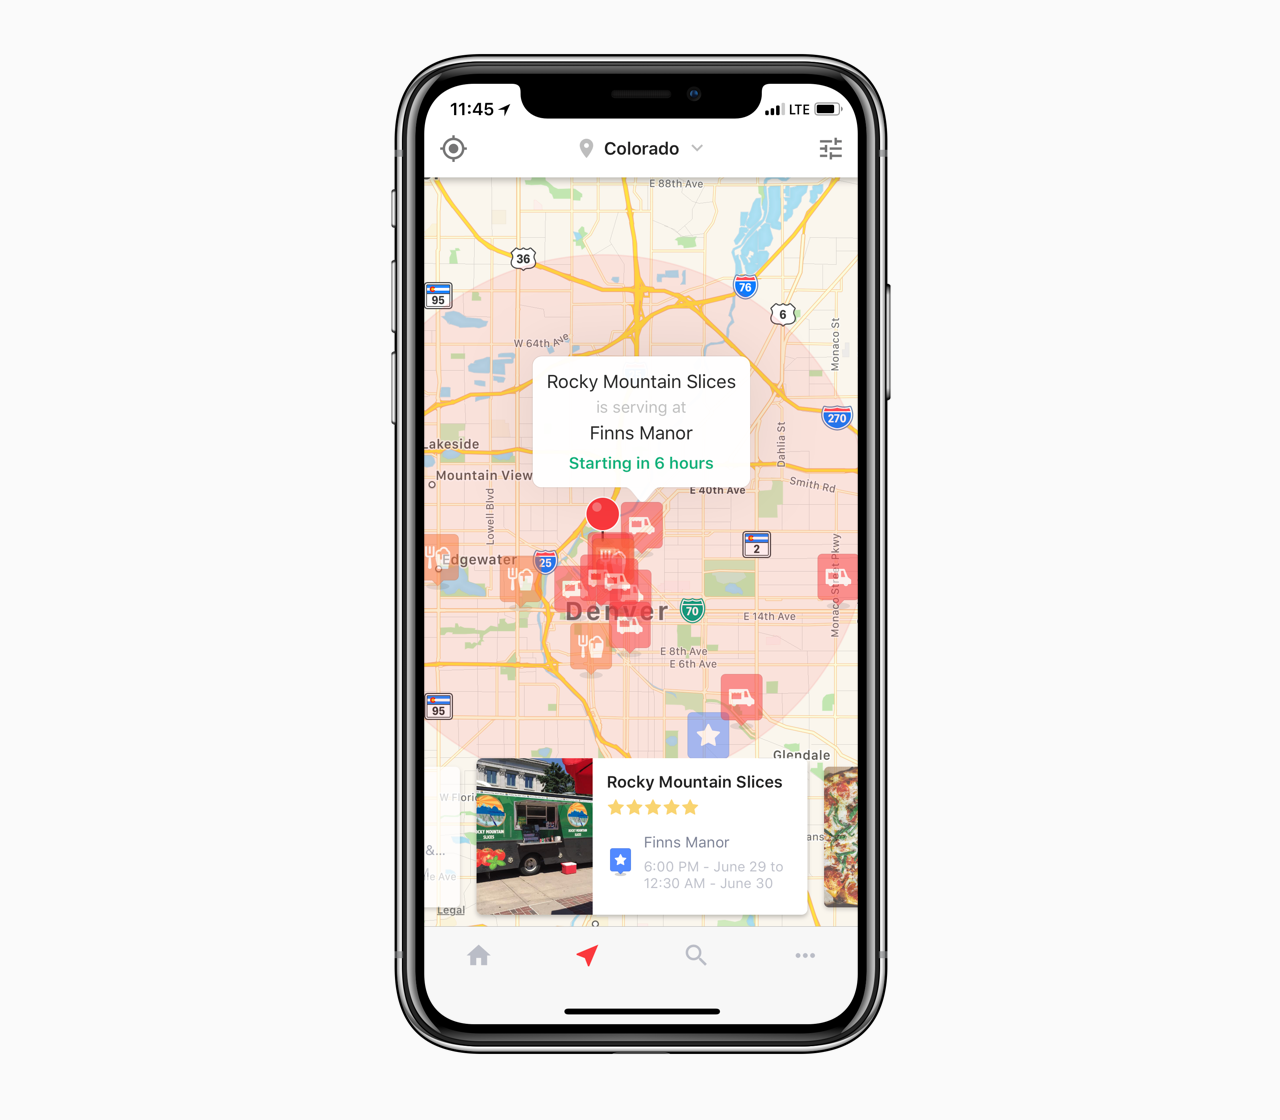 11:45
LTE
Colorado
E 88th Ave
36
95
76
6
Monaco St
W 64th Ave
270
Rocky Mountain Slices
is serving at
Finns Manor
Starting in 6 hours
Lakeside
Dahlia St
Mountain View
Smith Rd
E 40th Ave
Lowell Blvd
2
Edgewater
25
Monaco Street Pkwy
Denver
70
E 14th Ave
E 8th Ave
E 6th Ave
95
Glendale
Rocky Mountain Slices
W Flori
Finns Manor
ROCKY MOUNTAIN
SLICES
&...
6:00 PM - June 29 to
12:30 AM - June 30
Ave
Legal